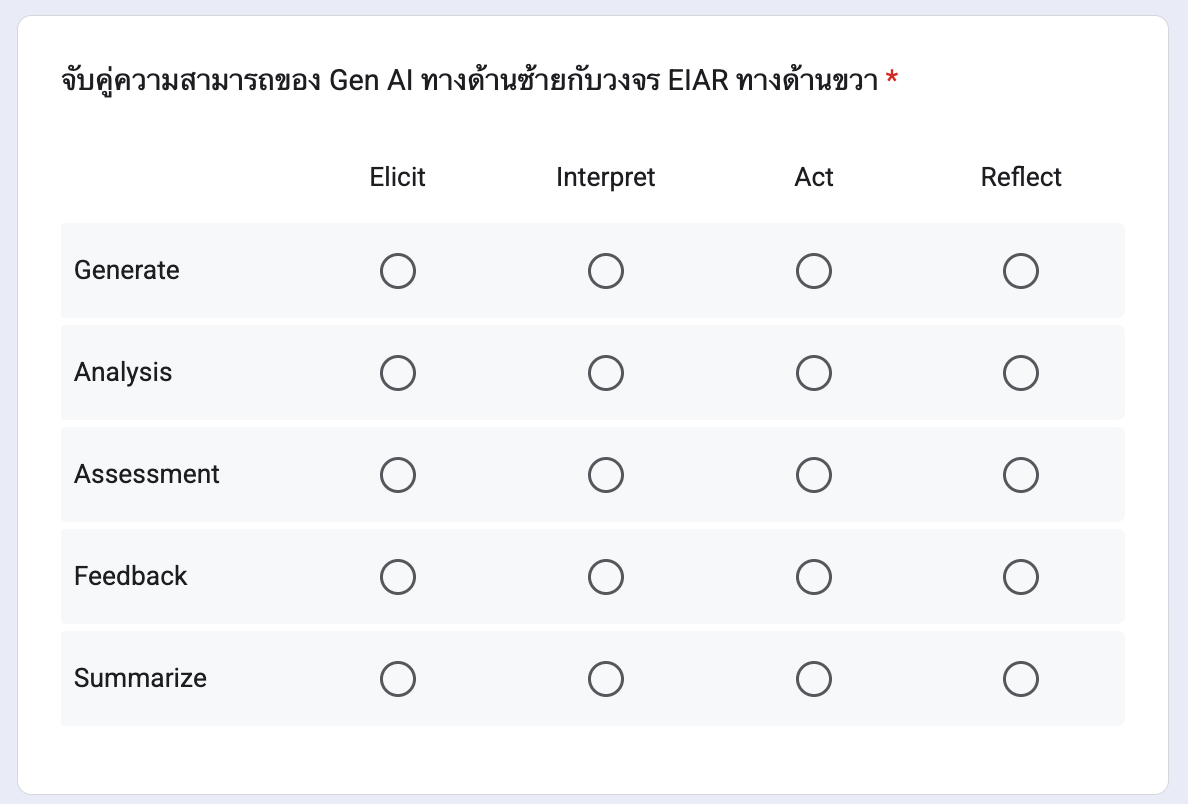 จับคู่ความสามารถของ Gen AI ทางด้านซ้ายกับวงจร EIAR ทางด้านขวา *
Elicit Interpret Act Reflect
Generate
Analysis
Assessment
Feedback
Summarize